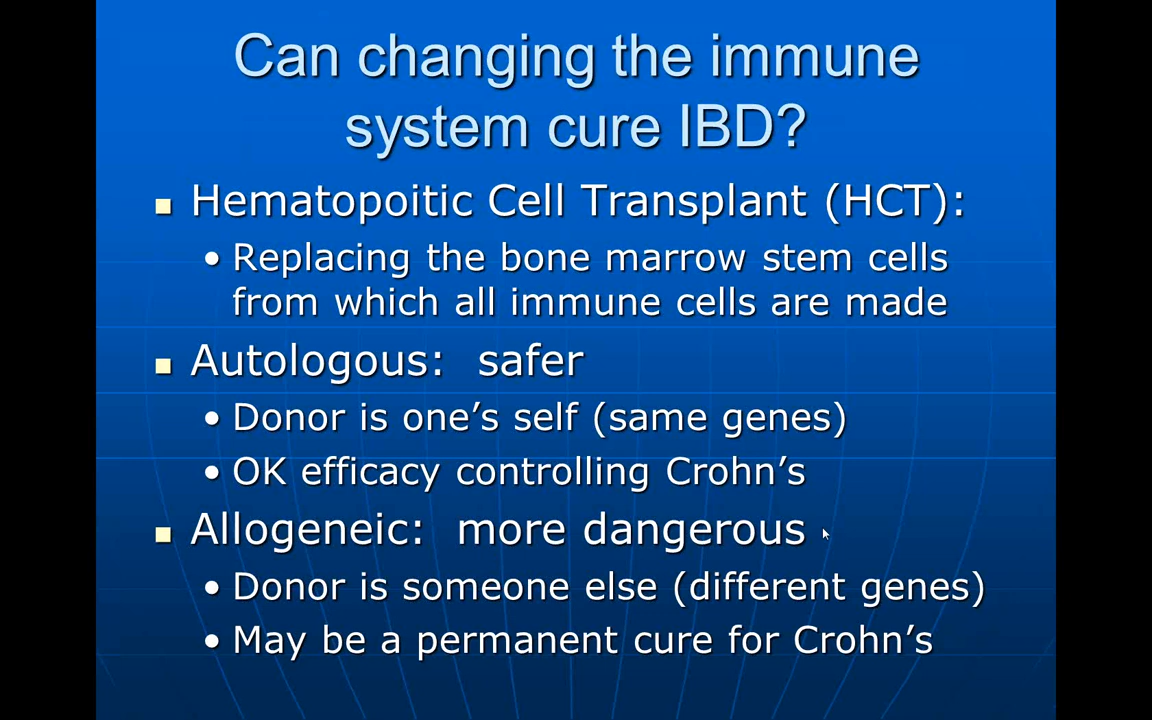 Can changing the immune
system cure IBD?
Hematopoitic Cell Transplant (HCT):
Replacing the bone marrow stem cells
from which all immune cells are made
Autologous:  safer
Donor is one’s self (same genes)
OK efficacy controlling Crohn’s
Allogeneic:  more dangerous
Donor is someone else (different genes)
May be a permanent cure for Crohn’s